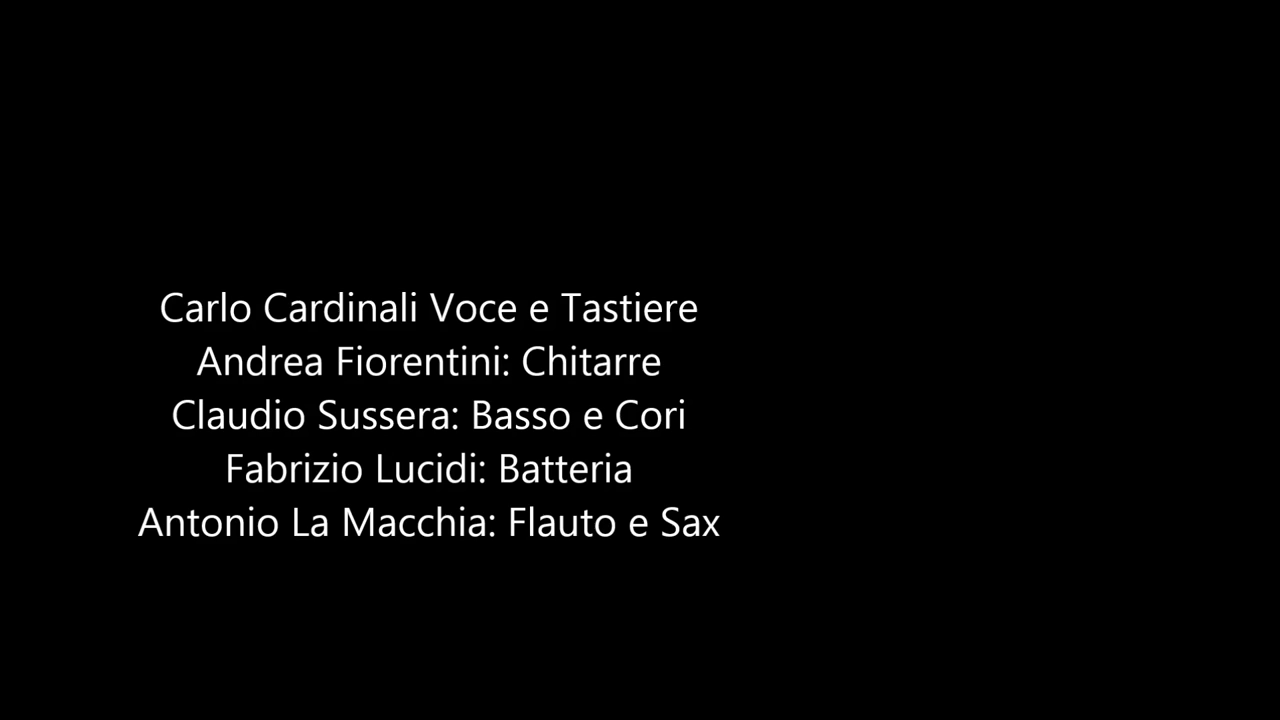 Carlo Cardinali Voce e Tastiere
Andrea Fiorentini: Chitarre
Claudio Sussera: Basso e Cori
Fabrizio Lucidi: Batteria
Antonio La Macchia: Flauto e Sax